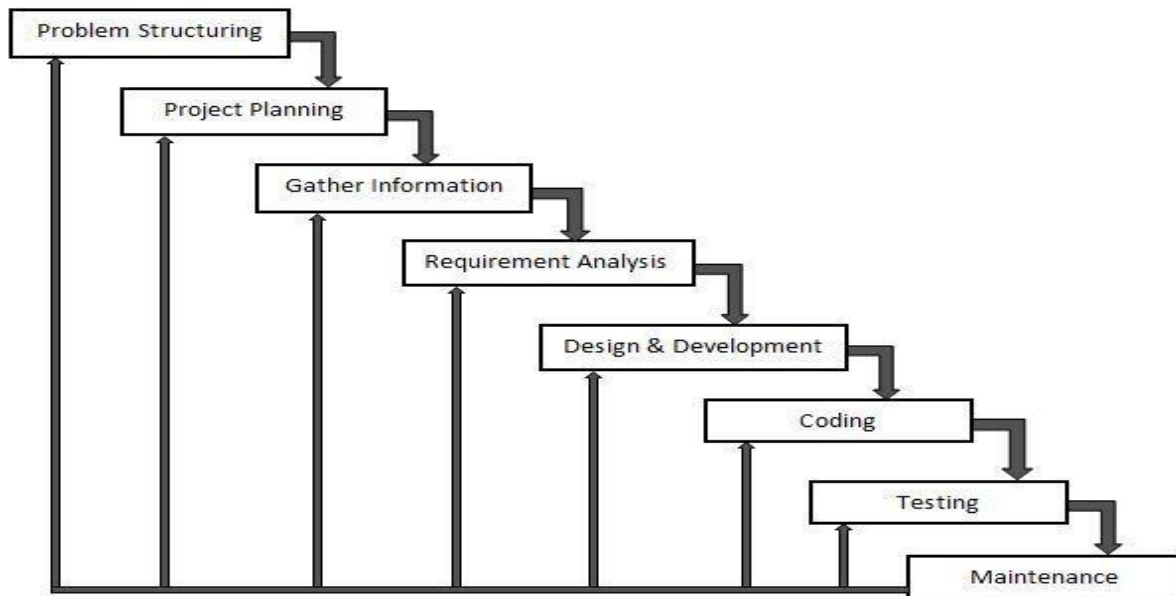 Problem Structuring
Project Planning
Gather Information
Requirement Analysis
Design & Development
Coding
Testing
Maintenance